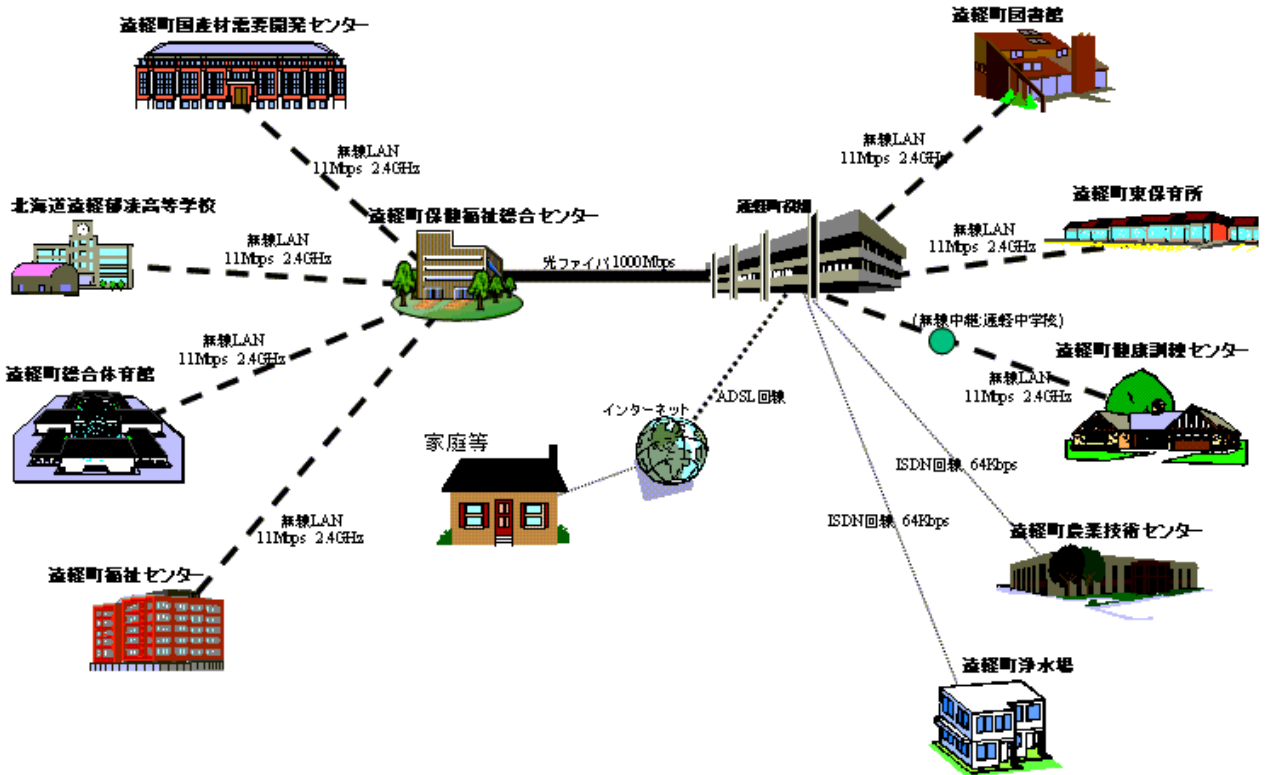 遠軽町国産材需要開発センター
遠軽町図書館
無線LAN
11Mbps 2.4GHz
無線LAN
11Mbps 2.4GHz
北海道遠軽郁凌高等学校
遠軽町保健福祉総合センター
遠軽町役場
遠軽町東保育所
無線LAN
11Mbps 2.4GHz
光ファイバ1000Mbps
無線LAN
11Mbps 2.4GHz
(無線中継:遠軽中学校)
遠軽町総合体育館
無線LAN
11Mbps 2.4GHz
遠軽町健康訓練センター
無線LAN
11Mbps 2.4GHz
ADSL回線
インターネット
家庭等
ISDN回線 64Kbps
無線LAN
11Mbps 2.4GHz
ISDN回線 64Kbps
遠軽町農業技術センター
遠軽町福祉センター
遠軽町浄水場